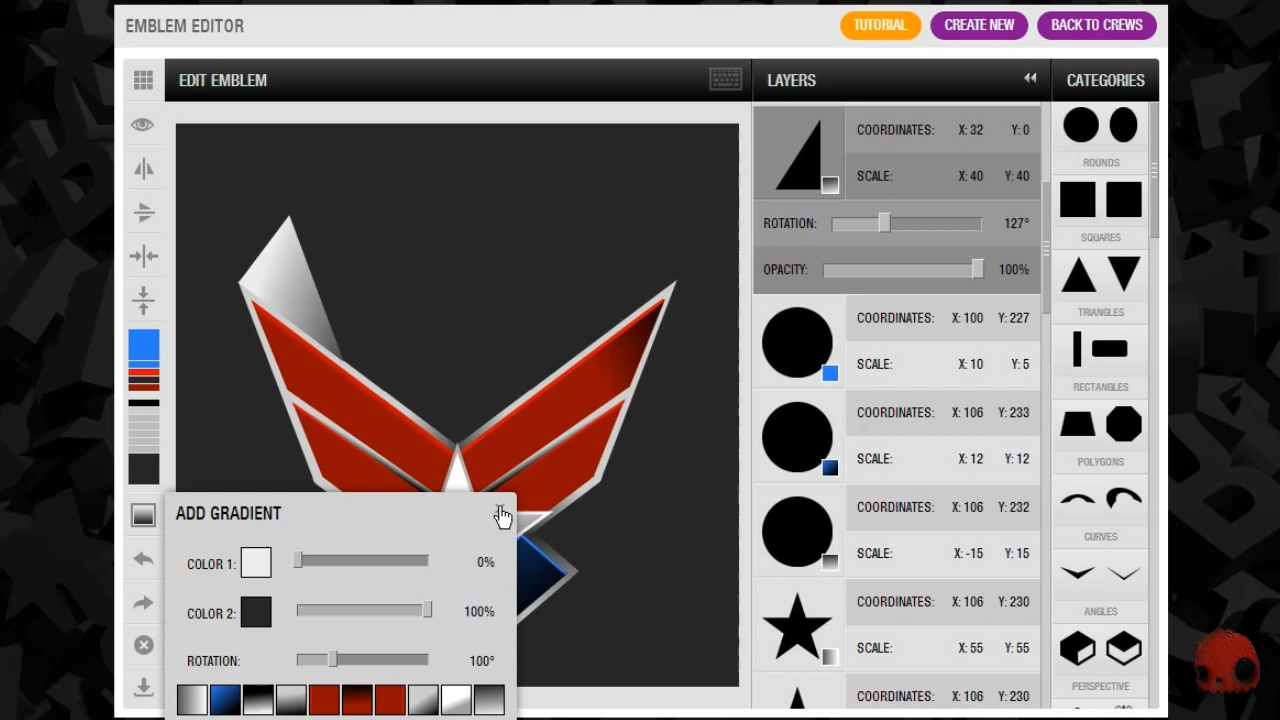 EMBLEM EDITOR
TUTORIAL
CREATE NEW
BACK TO CREWS
EDIT EMBLEM
LAYERS
CATEGORIES
COORDINATES: X: 32 Y: 0
SCALE: X: 40 Y: 40
ROTATION: 127°
OPACITY: 100%
COORDINATES: X: 100 Y: 227
SCALE: X: 10 Y: 5
COORDINATES: X: 106 Y: 233
SCALE: X: 12 Y: 12
COORDINATES: X: 106 Y: 232
SCALE: X: -15 Y: 15
COORDINATES: X: 106 Y: 230
SCALE: X: 55 Y: 55
COORDINATES: X: 106 Y: 230
ROUNDS
SQUARES
TRIANGLES
RECTANGLES
POLYGONS
CURVES
ANGLES
PERSPECTIVE
ADD GRADIENT
COLOR 1: 0%
COLOR 2: 100%
ROTATION: 100°